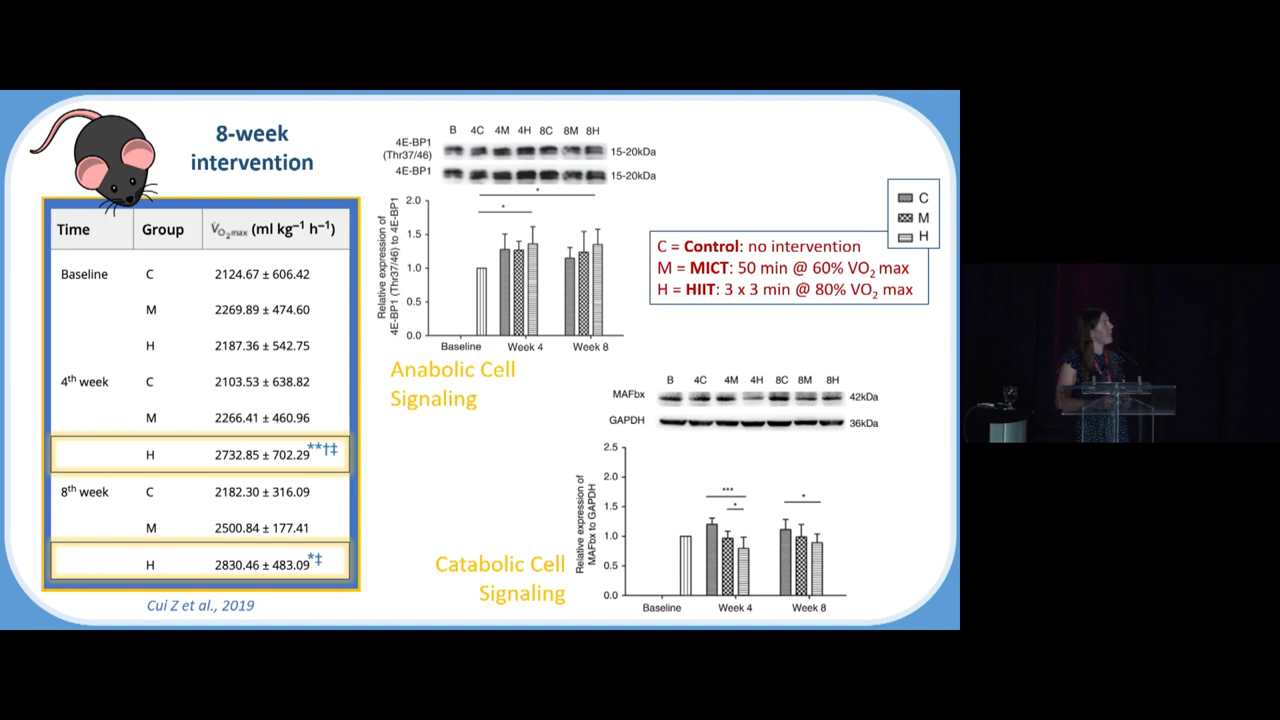 8-week
intervention
Time Group V̇O2max (ml kg−1 h−1)
Baseline C 2124.67 ± 606.42
M 2269.89 ± 474.60
H 2187.36 ± 542.75
4th week C 2103.53 ± 638.82
M 2266.41 ± 460.96
H 2732.85 ± 702.29**†‡
8th week C 2182.30 ± 316.09
M 2500.84 ± 177.41
H 2830.46 ± 483.09*‡
Cui Z et al., 2019
B 4C 4M 4H 8C 8M 8H
4E-BP1
(Thr37/46) 15-20kDa
4E-BP1 15-20kDa
Relative expression of
4E-BP1 (Thr37/46) to 4E-BP1
2.0
1.5
1.0
0.5
0.0
*
*
Baseline Week 4 Week 8
Anabolic Cell
Signaling
C
M
H
C = Control: no intervention
M = MICT: 50 min @ 60% VO2 max
H = HIIT: 3 x 3 min @ 80% VO2 max
B 4C 4M 4H 8C 8M 8H
MAFbx 42kDa
GAPDH 36kDa
Relative expression of
MAFbx to GAPDH
2.5
2.0
1.5
1.0
0.5
0.0
***
*
*
Baseline Week 4 Week 8
Catabolic Cell
Signaling